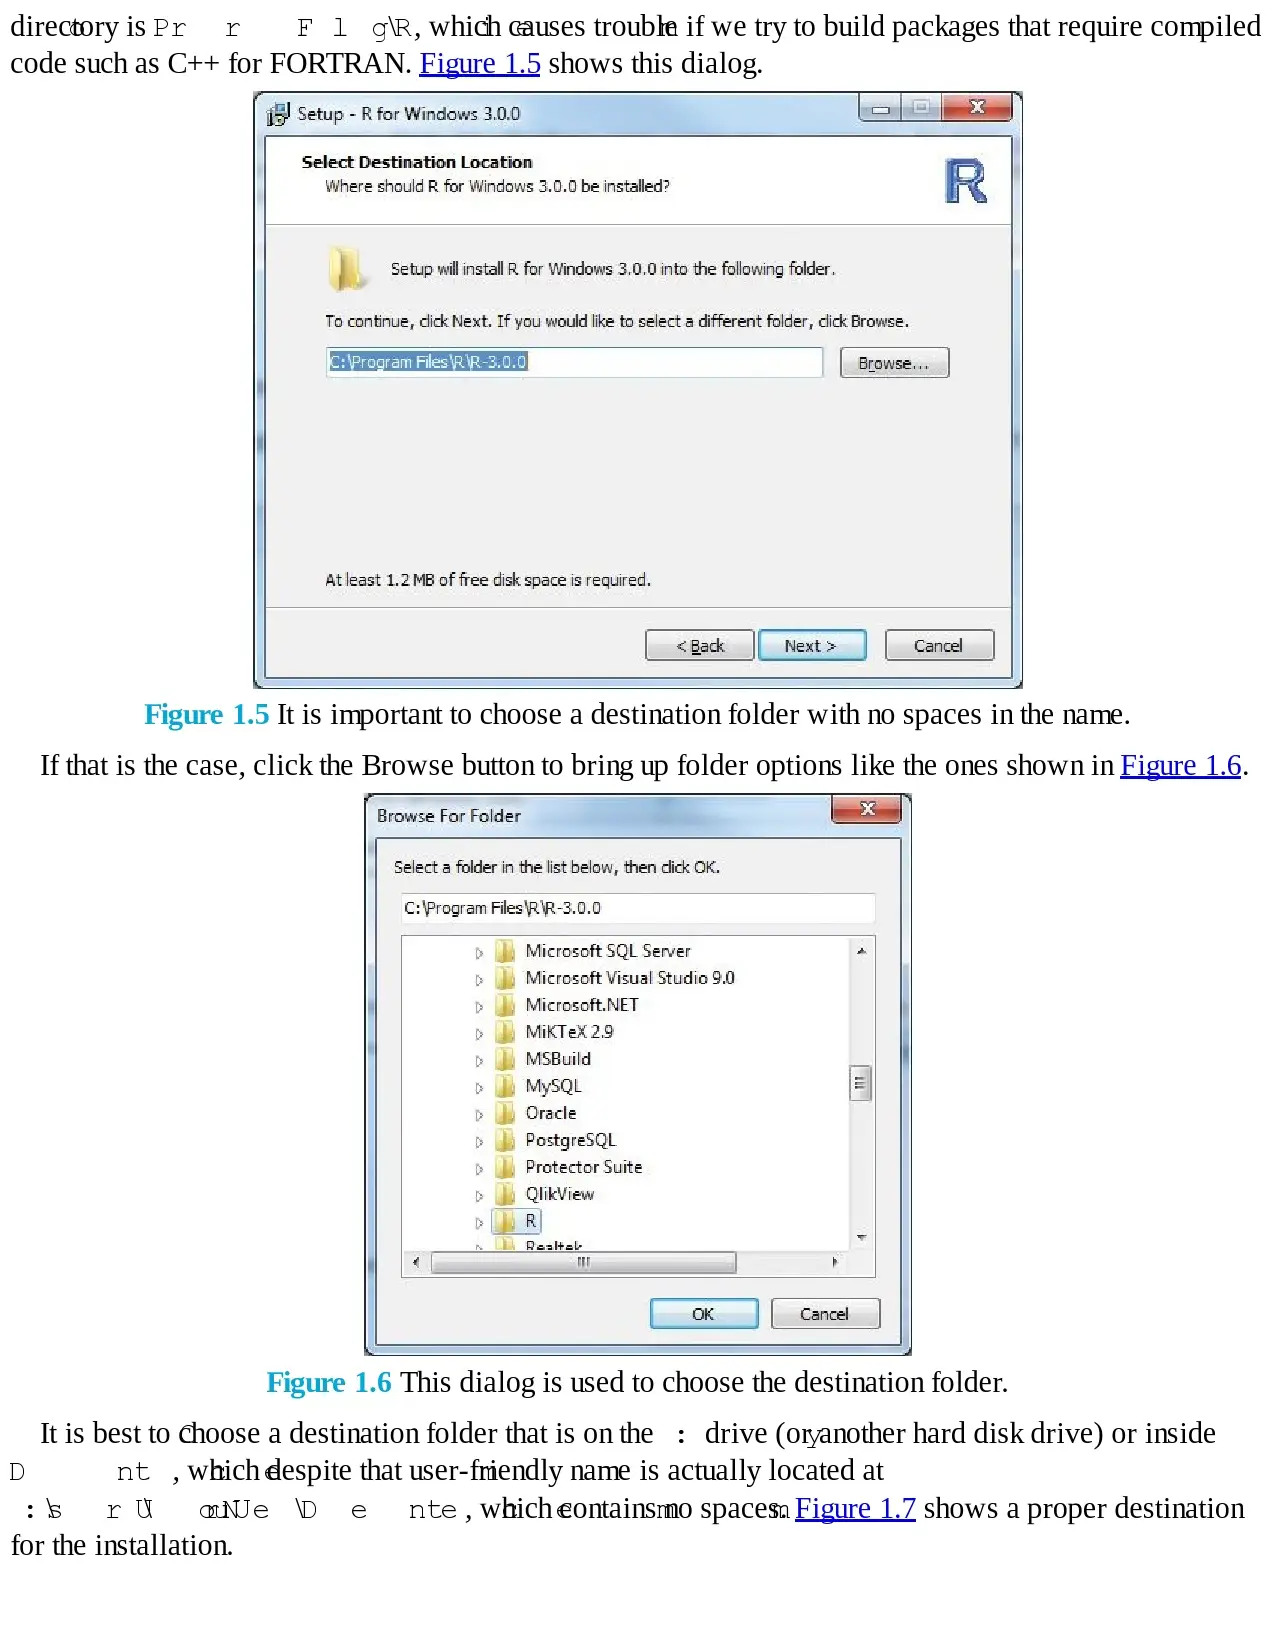 directory is \R, which causes trouble if we try to build packages that require compiled
code such as C++ for FORTRAN. Figure 1.5 shows this dialog.
Setup - R for Windows 3.0.0
Select Destination Location
Where should R for Windows 3.0.0 be installed?
R
Setup will install R for Windows 3.0.0 into the following folder.
To continue, click Next. If you would like to select a different folder, click Browse.
C:\Program Files\R\R-3.0.0
Browse...
At least 1.2 MB of free disk space is required.
< Back Next > Cancel
Figure 1.5 It is important to choose a destination folder with no spaces in the name.
If that is the case, click the Browse button to bring up folder options like the ones shown in Figure 1.6.
Browse For Folder
Select a folder in the list below, then click OK.
C:\Program Files\R\R-3.0.0
Microsoft SQL Server
Microsoft Visual Studio 9.0
Microsoft.NET
MiKTeX 2.9
MSBuild
MySQL
Oracle
PostgreSQL
Protector Suite
QlikView
R
Realtek
OK Cancel
Figure 1.6 This dialog is used to choose the destination folder.
It is best to choose a destination folder that is on the : drive (or another hard disk drive) or inside
, which despite that user-friendly name is actually located at
, which contains no spaces. Figure 1.7 shows a proper destination
for the installation.